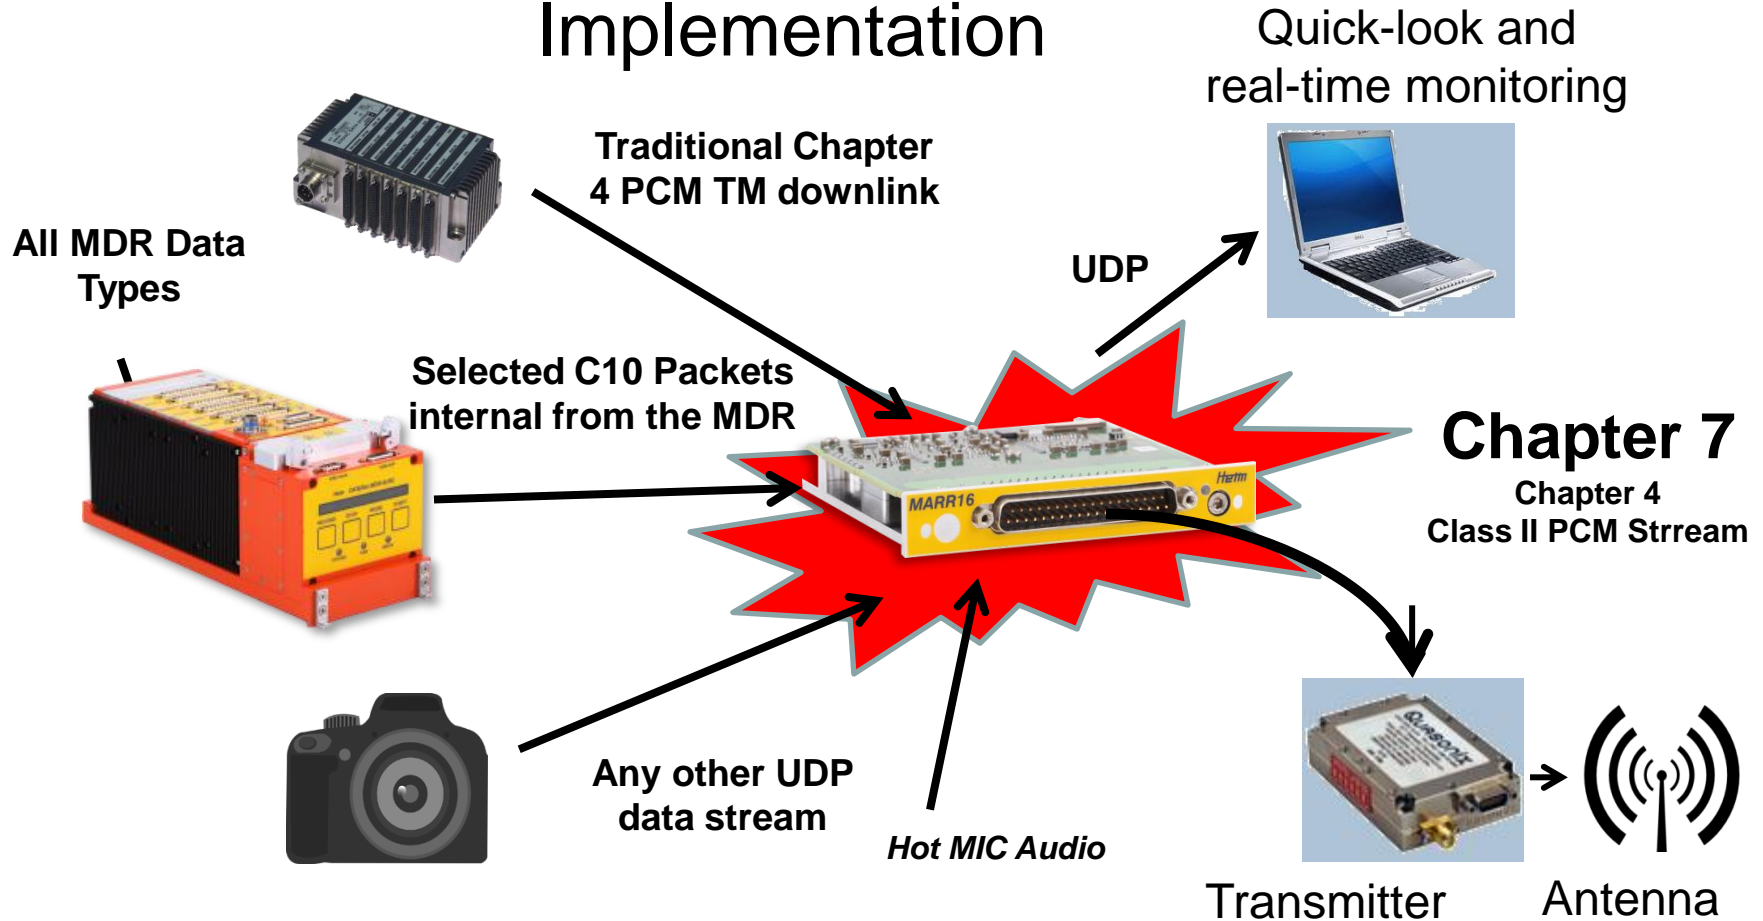 Implementation
Quick-look and
real-time monitoring
Traditional Chapter
4 PCM TM downlink
All MDR Data
Types
UDP
Selected C10 Packets
internal from the MDR
Chapter 7
Chapter 4
Class II PCM Strream
MARR16
Any other UDP
data stream
Hot MIC Audio
Quasonix
Transmitter
Antenna